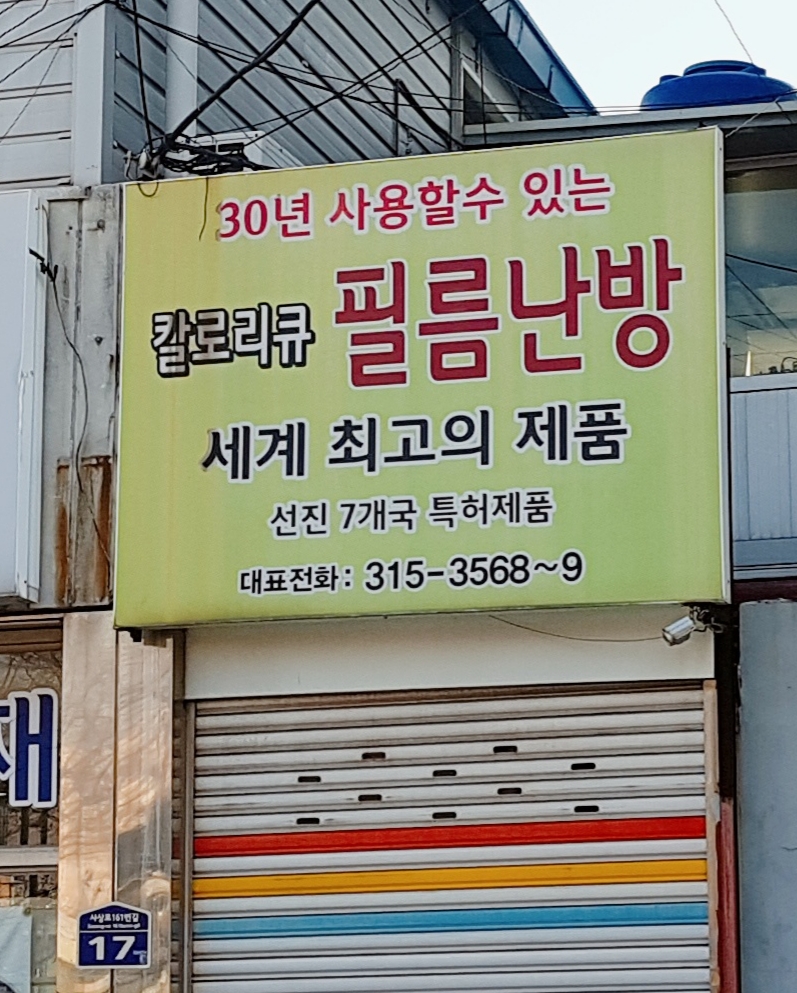 30년 사용할수 있는
칼로리큐 필름난방
세계 최고의 제품
선진 7개국 특허제품
대표전화: 315-3568~9
재
사상로161번길
17